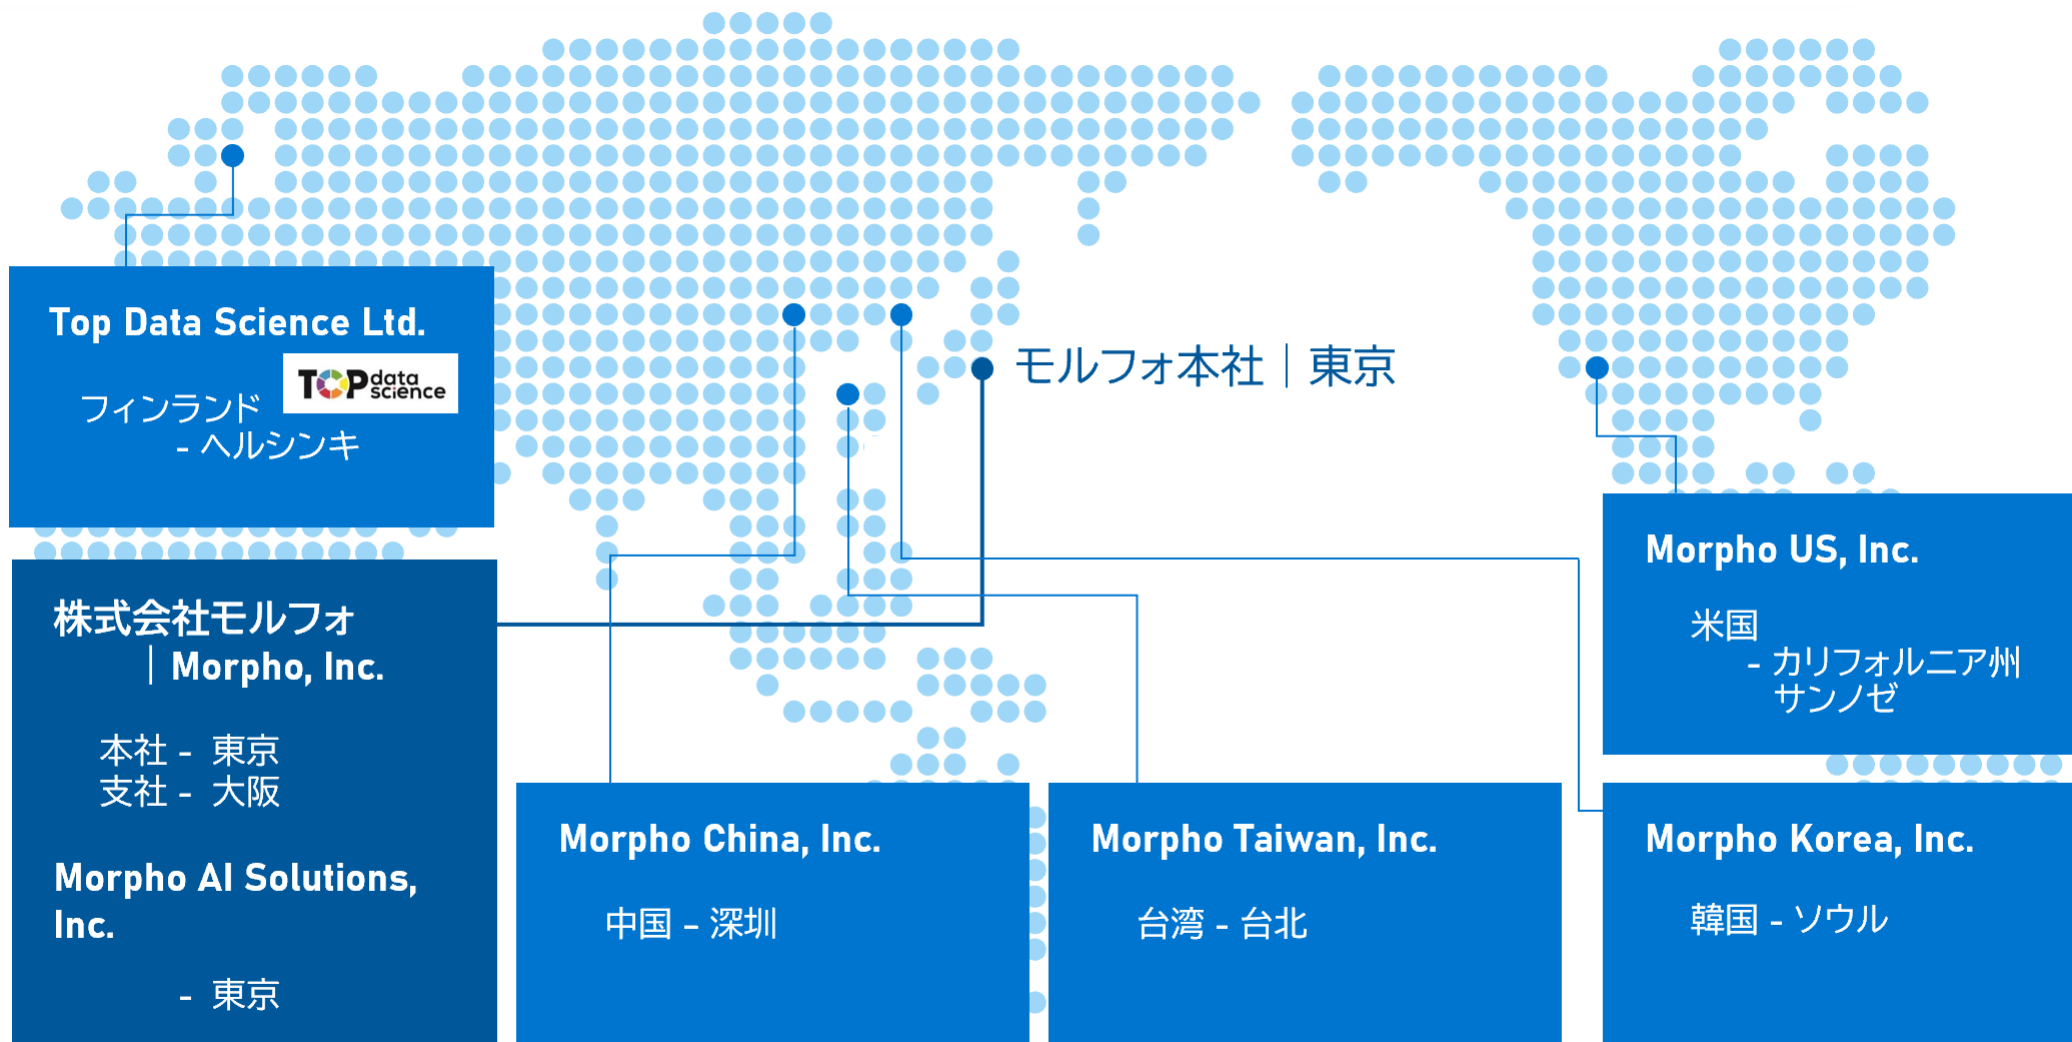 Top Data Science Ltd.
TOP data science
フィンランド
- ヘルシンキ
モルフォ本社｜東京
株式会社モルフォ
｜Morpho, Inc.
本社 - 東京
支社 - 大阪
Morpho AI Solutions,
Inc.
- 東京
Morpho China, Inc.
中国 – 深圳
Morpho Taiwan, Inc.
台湾 - 台北
Morpho US, Inc.
米国
- カリフォルニア州
サンノゼ
Morpho Korea, Inc.
韓国 - ソウル